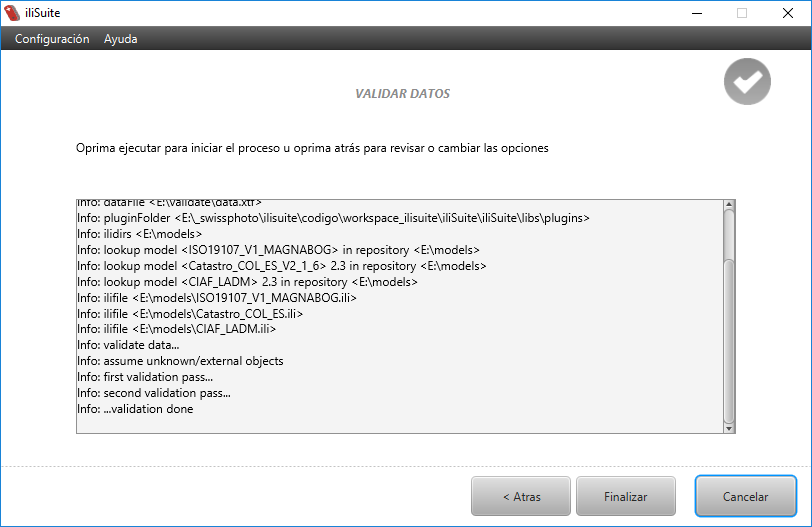 iliSuite
Configuración Ayuda
VALIDAR DATOS
Oprima ejecutar para iniciar el proceso u oprima atrás para revisar o cambiar las opciones
Info: dataFile <E:\validate\data.xtf>
Info: pluginFolder <E:\_swissphoto\ilisuite\codigo\workspace_ilisuite\iliSuite\iliSuite\libs\plugins>
Info: ilidirs <E:\models>
Info: lookup model <ISO19107_V1_MAGNABOG> in repository <E:\models>
Info: lookup model <Catastro_COL_ES_V2_1_6> 2.3 in repository <E:\models>
Info: lookup model <CIAF_LADM> 2.3 in repository <E:\models>
Info: ilifile <E:\models\ISO19107_V1_MAGNABOG.ili>
Info: ilifile <E:\models\Catastro_COL_ES.ili>
Info: ilifile <E:\models\CIAF_LADM.ili>
Info: validate data...
Info: assume unknown/external objects
Info: first validation pass...
Info: second validation pass...
Info: ...validation done
< Atras Finalizar Cancelar